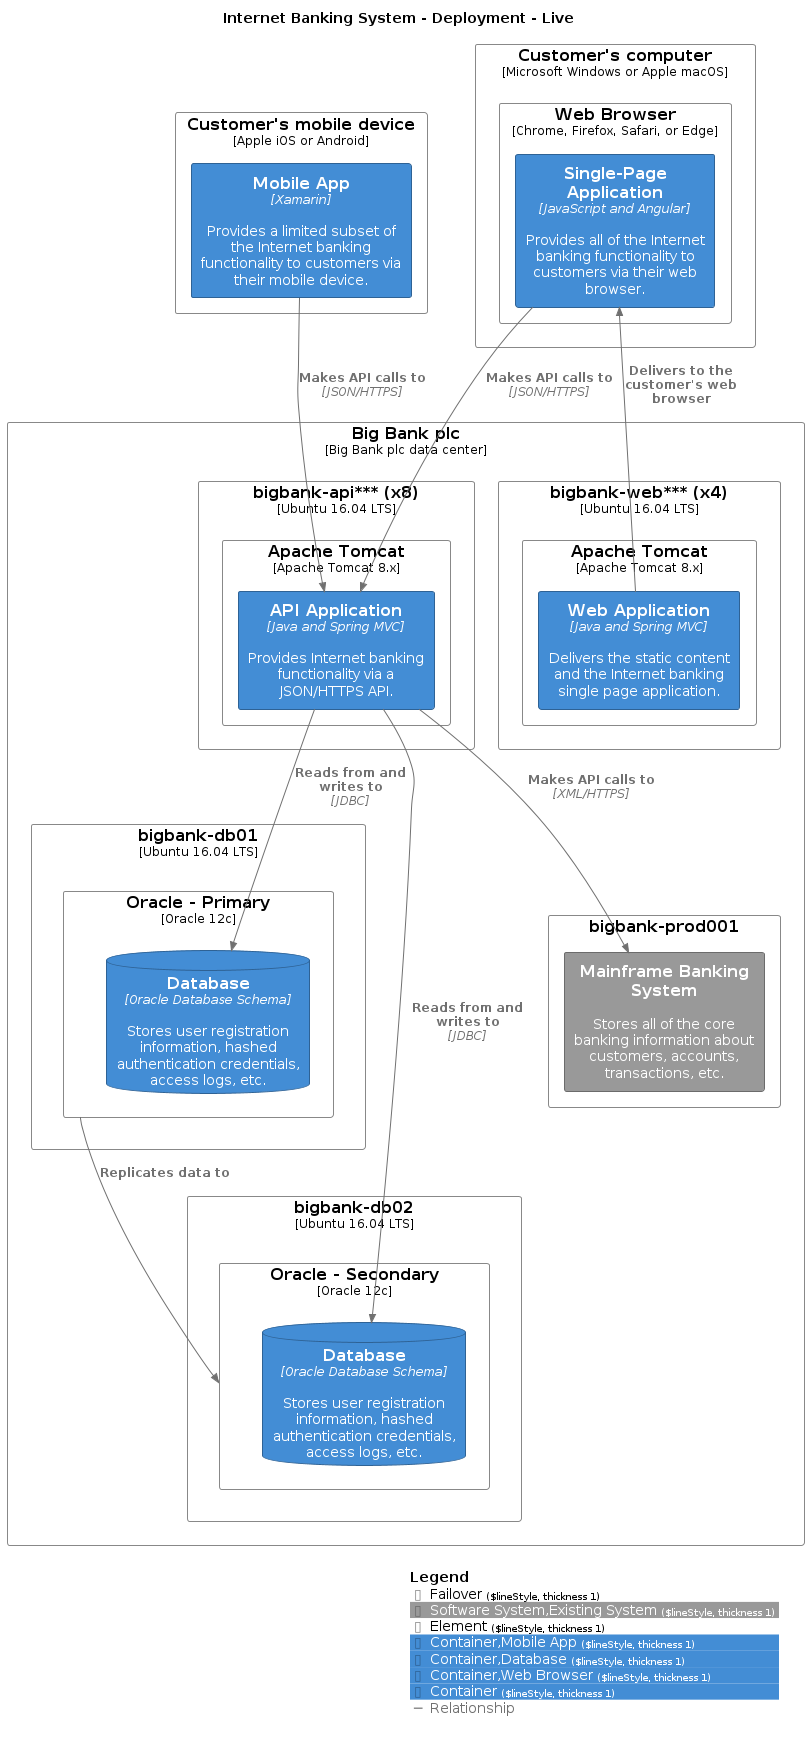 Internet Banking System - Deployment - Live
Customer's computer
[Microsoft Windows or Apple macOS]
Web Browser
[Chrome, Firefox, Safari, or Edge]
Single-Page
Application
[JavaScript and Angular]
Provides all of the Internet
banking functionality to
customers via their web
browser.
Customer's mobile device
[Apple iOS or Android]
Mobile App
[Xamarin]
Provides a limited subset of
the Internet banking
functionality to customers via
their mobile device.
Makes API calls to
[JSON/HTTPS]
Makes API calls to
[JSON/HTTPS]
Delivers to the
customer's web
browser
Big Bank plc
[Big Bank plc data center]
bigbank-api*** (x8)
[Ubuntu 16.04 LTS]
Apache Tomcat
[Apache Tomcat 8.x]
API Application
[Java and Spring MVC]
Provides Internet banking
functionality via a
JSON/HTTPS API.
bigbank-web*** (x4)
[Ubuntu 16.04 LTS]
Apache Tomcat
[Apache Tomcat 8.x]
Web Application
[Java and Spring MVC]
Delivers the static content
and the Internet banking
single page application.
Reads from and
writes to
[JDBC]
Makes API calls to
[XML/HTTPS]
bigbank-db01
[Ubuntu 16.04 LTS]
Oracle - Primary
[Oracle 12c]
Database
[Oracle Database Schema]
Stores user registration
information, hashed
authentication credentials,
access logs, etc.
Reads from and
writes to
[JDBC]
bigbank-prod001
Mainframe Banking
System
Stores all of the core
banking information about
customers, accounts,
transactions, etc.
Replicates data to
bigbank-db02
[Ubuntu 16.04 LTS]
Oracle - Secondary
[Oracle 12c]
Database
[Oracle Database Schema]
Stores user registration
information, hashed
authentication credentials,
access logs, etc.
Legend
Failover ($lineStyle, thickness 1)
Software System,Existing System ($lineStyle, thickness 1)
Element ($lineStyle, thickness 1)
Container,Mobile App ($lineStyle, thickness 1)
Container,Database ($lineStyle, thickness 1)
Container,Web Browser ($lineStyle, thickness 1)
Container ($lineStyle, thickness 1)
Relationship